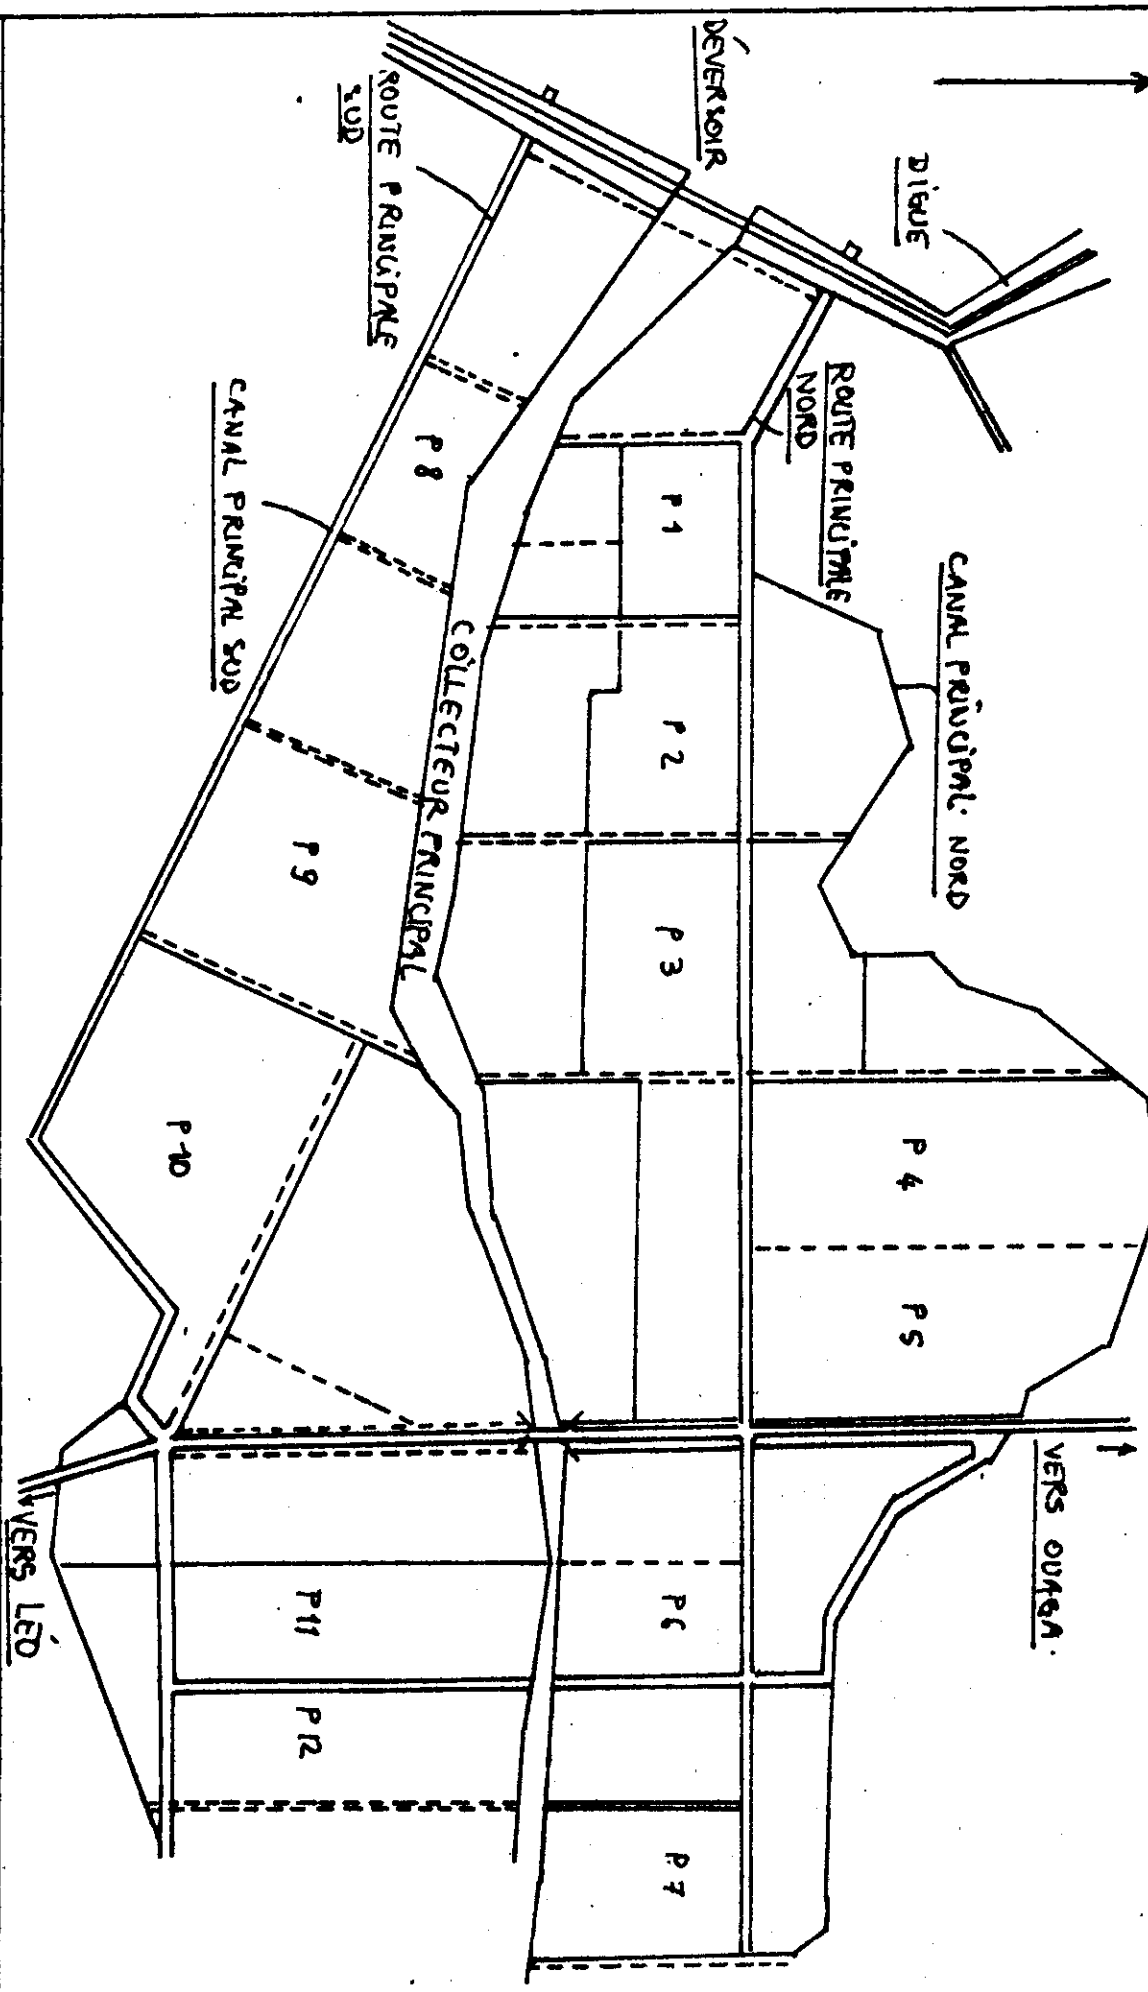 DÉVERSOIR
DIGUE
ROUTE PRINCIPALE
SUD
ROUTE PRINCIPALE
NORD
CANAL PRINCIPAL NORD
CANAL PRINCIPAL SUD
COLLECTEUR PRINCIPAL
P 1
P 2
P 3
P 4
P 5
P 6
P 7
P 8
P 9
P 10
P 11
P 12
VERS OUAGA.
VERS LÉO